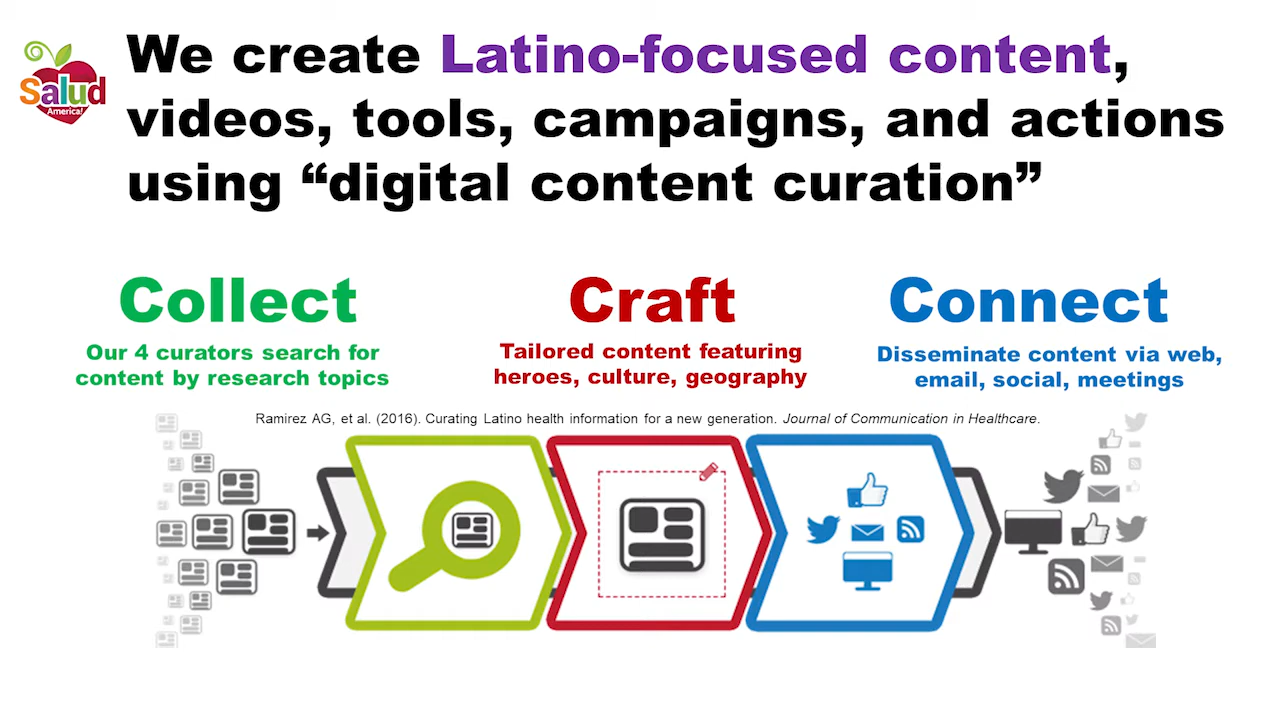 Salud
America!
We create Latino-focused content,
videos, tools, campaigns, and actions
using “digital content curation”
Collect
Our 4 curators search for
content by research topics
Craft
Tailored content featuring
heroes, culture, geography
Connect
Disseminate content via web,
email, social, meetings
Ramirez AG, et al. (2016). Curating Latino health information for a new generation. Journal of Communication in Healthcare.